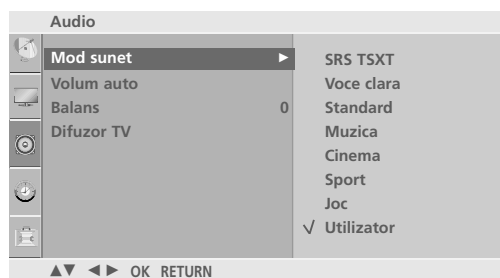 Audio
Mod sunet ►
Volum auto
Balans 0
Difuzor TV
SRS TSXT
Voce clara
Standard
Muzica
Cinema
Sport
Joc
√ Utilizator
▲▼ ◄► OK RETURN